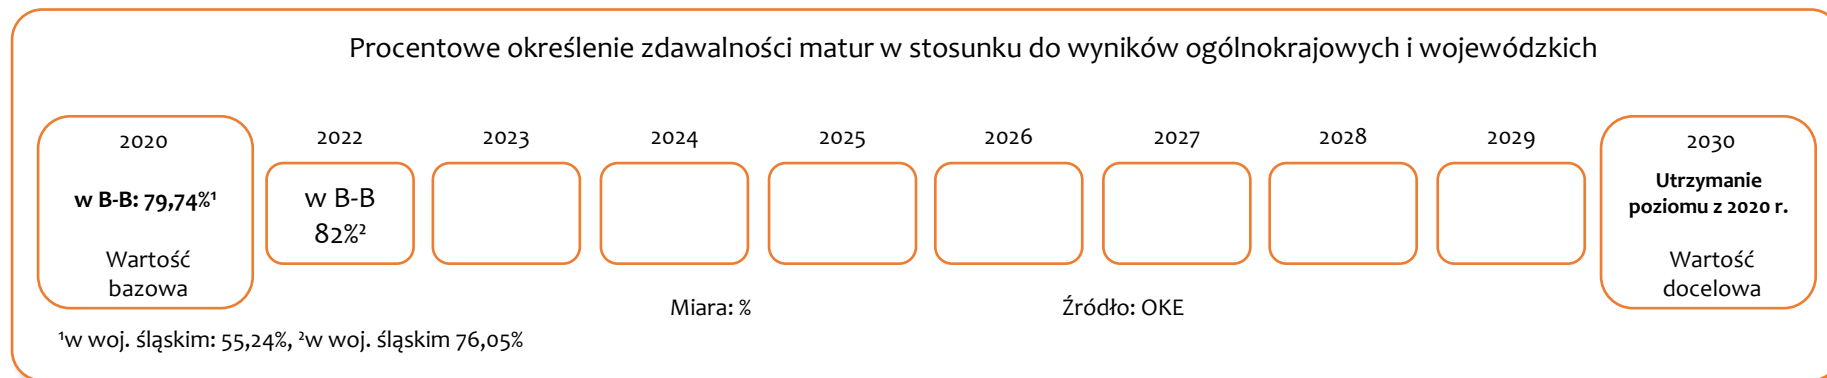 Procentowe określenie zdawalności matur w stosunku do wyników ogólnokrajowych i wojewódzkich
2020
w B-B: 79,74%¹
Wartość
bazowa
2022
w B-B
82%²
2023
2024
2025
2026
2027
2028
2029
2030
Utrzymanie
poziomu z 2020 r.
Wartość
docelowa
Miara: %
Źródło: OKE
¹w woj. śląskim: 55,24%, ²w woj. śląskim 76,05%